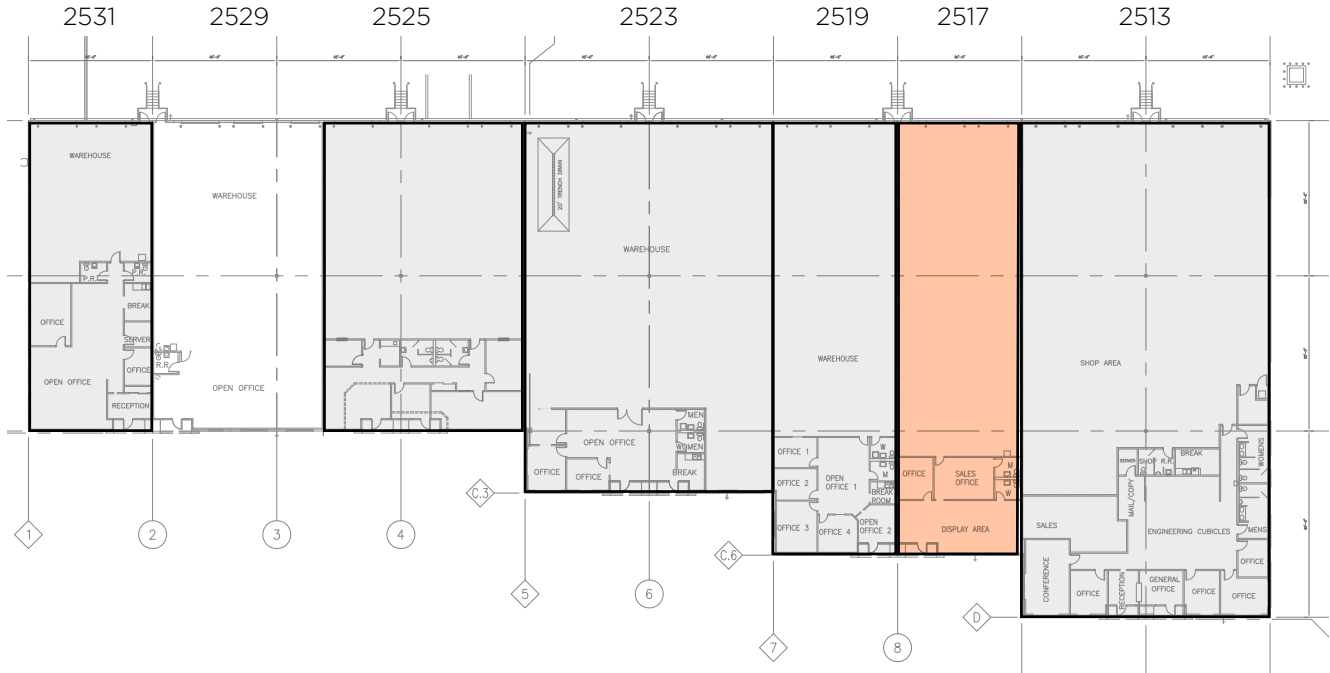 2531 2529 2525 2523 2519 2517 2513
WAREHOUSE
WAREHOUSE
20' TRENCH DRAIN
WAREHOUSE
P.R. P.R.
BREAK
OFFICE
SERVER
OFFICE
R.R.
OPEN OFFICE
OPEN OFFICE
RECEPTION
WAREHOUSE
SHOP AREA
MEN
OPEN OFFICE
WOMEN
OFFICE
OFFICE
BREAK
OFFICE 1
W
M
OFFICE 2
OPEN
OFFICE 1
BREAK
ROOM
OFFICE 3
OFFICE 4
OPEN
OFFICE 2
OFFICE
SALES
OFFICE
M
W
DISPLAY AREA
SERVER
SHOP R.R.
BREAK
WOMENS
MAIL/COPY
SALES
ENGINEERING CUBICLES
MENS
CONFERENCE
OFFICE
OFFICE
RECEPTION
GENERAL
OFFICE
OFFICE
OFFICE
C.3
1 2 3 4
C.6
5 6
D
7 8